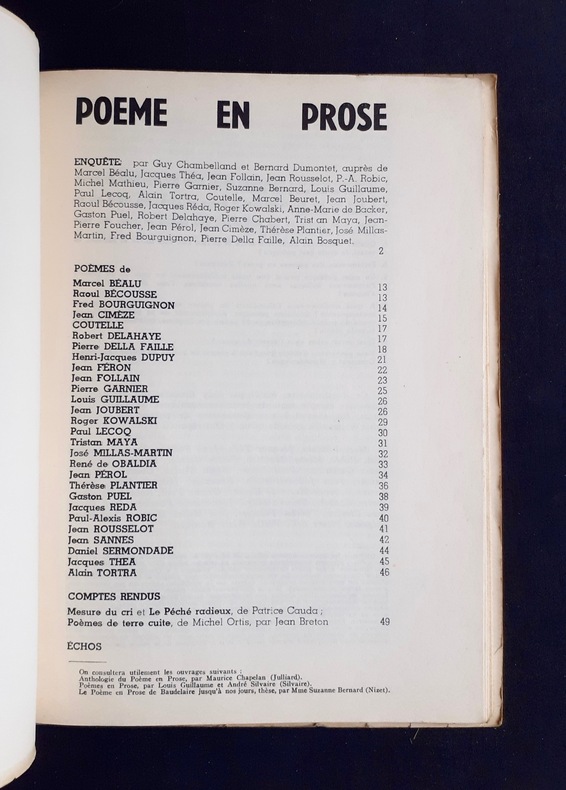 POEME EN PROSE
ENQUÊTE par Guy Chambelland et Bernard Dumontet, auprès de
Marcel Béalu, Jacques Théa, Jean Follain, Jean Rousselot, P.-A. Robic,
Michel Mathieu, Pierre Garnier, Suzanne Bernard, Louis Guillaume,
Paul Lecoq, Alain Tortra, Coutelle, Marcel Beuret, Jean Joubert,
Raoul Bécousse, Jacques Réda, Roger Kowalski, Anne-Marie de Backer,
Gaston Puel, Robert Delahaye, Pierre Chabert, Tristan Maya, Jean-
Pierre Foucher, Jean Pérol, Jean Cimèze, Thérèse Plantier, José Millas-
Martin, Fred Bourguignon, Pierre Della Faille, Alain Bosquet.
2
POÈMES de
Marcel BÉALU 13
Raoul BÉCOUSSE 13
Fred BOURGUIGNON 14
Jean CIMÈZE 15
COUTELLE 17
Robert DELAHAYE 17
Pierre DELLA FAILLE 18
Henri-Jacques DUPUY 21
Jean FÉRON 22
Jean FOLLAIN 23
Pierre GARNIER 25
Louis GUILLAUME 26
Jean JOUBERT 26
Roger KOWALSKI 29
Paul LECOQ 30
Tristan MAYA 31
José MILLAS-MARTIN 32
René de OBALDIA 33
Jean PÉROL 34
Thérèse PLANTIER 36
Gaston PUEL 38
Jacques REDA 39
Paul-Alexis ROBIC 40
Jean ROUSSELOT 41
Jean SANNES 42
Daniel SERMONDADE 44
Jacques THEA 45
Alain TORTRA 46
COMPTES RENDUS
Mesure du cri et Le Péché radieux, de Patrice Cauda ;
Poèmes de terre cuite, de Michel Ortis, par Jean Breton 49
ÉCHOS
On consultera utilement les ouvrages suivants :
Anthologie du Poème en Prose, par Maurice Chapelan (Julliard).
Poèmes en Prose, par Louis Guillaume et André Silvaire (Silvaire).
Le Poème en Prose de Baudelaire jusqu'à nos jours, thèse, par Mme Suzanne Bernard (Nizet).